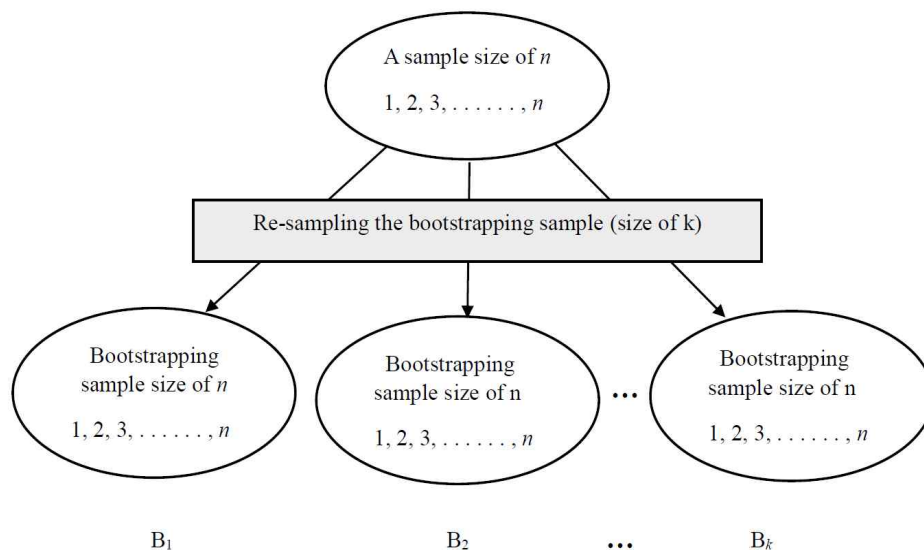 A sample size of n
1, 2, 3, . . . . . . , n
Re-sampling the bootstrapping sample (size of k)
Bootstrapping
sample size of n
1, 2, 3, . . . . . . , n
Bootstrapping
sample size of n
1, 2, 3, . . . . . . , n
...
Bootstrapping
sample size of n
1, 2, 3, . . . . . . , n
B1
B2
...
Bk